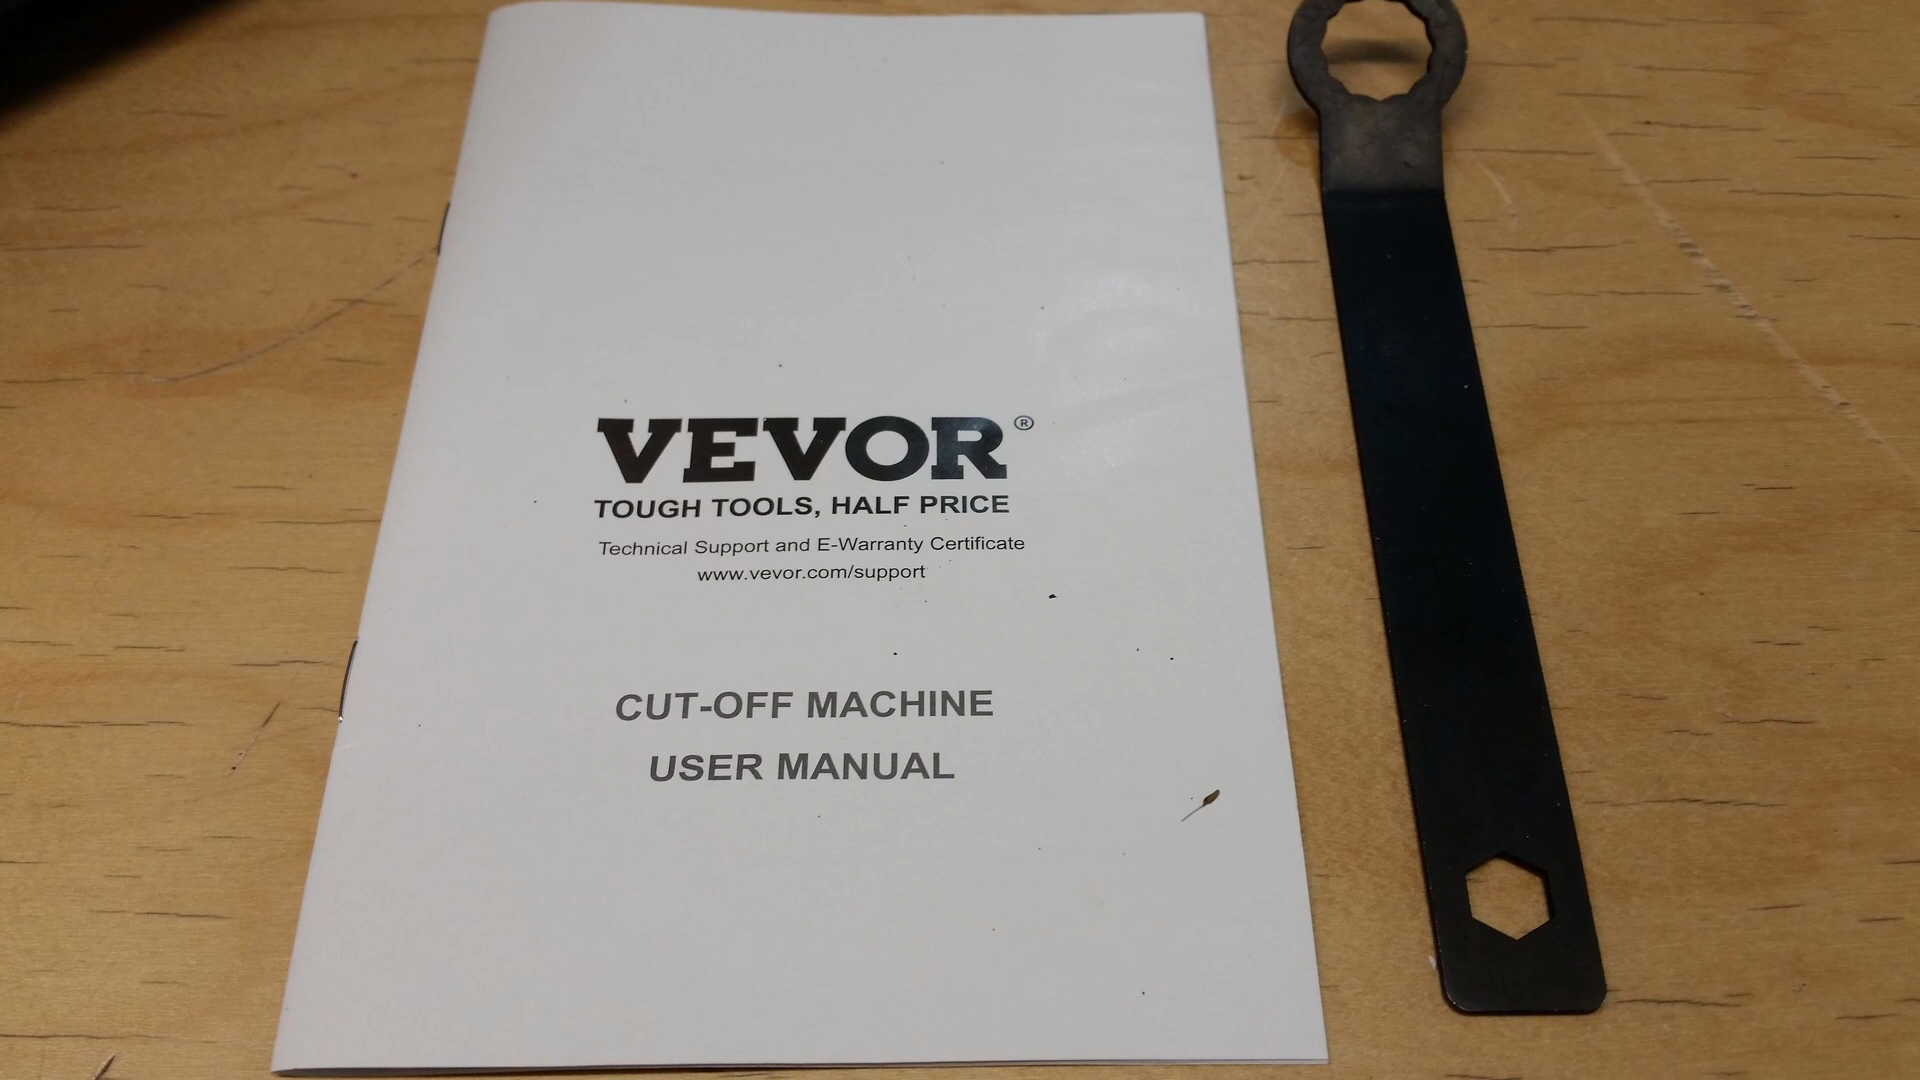 VEVOR®
TOUGH TOOLS, HALF PRICE
Technical Support and E-Warranty Certificate
www.vevor.com/support
CUT-OFF MACHINE
USER MANUAL